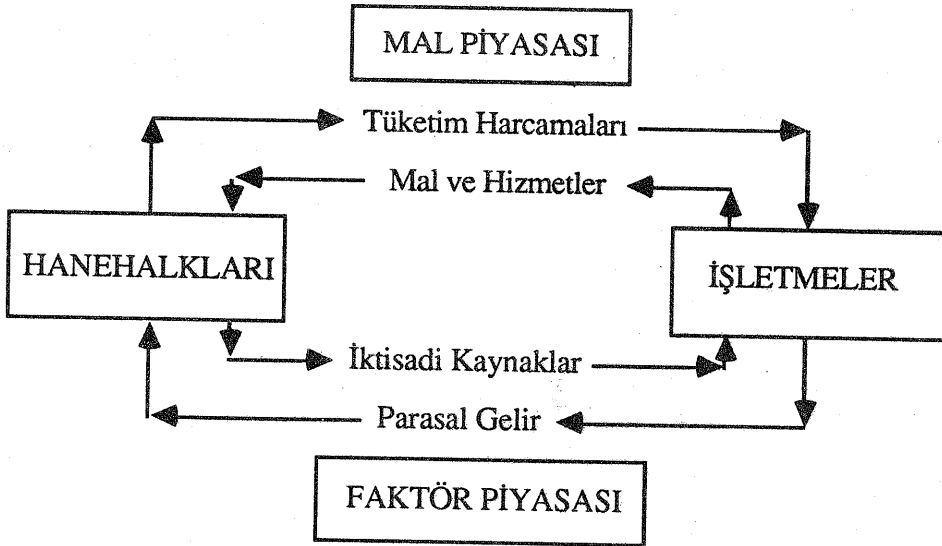 MAL PİYASASI
Tüketim Harcamaları
Mal ve Hizmetler
HANEHALKLARI
İŞLETMELER
İktisadi Kaynaklar
Parasal Gelir
FAKTÖR PİYASASI